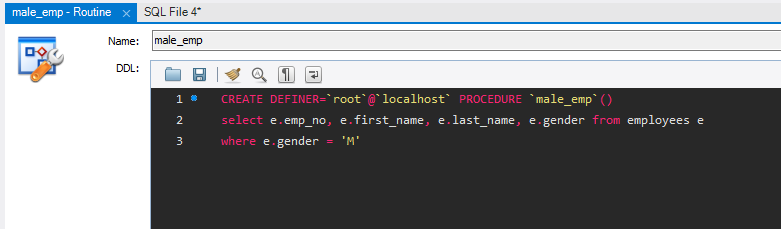 male_emp - Routine × SQL File 4*
Name: male_emp
DDL:
1 CREATE DEFINER=`root`@`localhost` PROCEDURE `male_emp`()
2 select e.emp_no, e.first_name, e.last_name, e.gender from employees e
3 where e.gender = 'M'